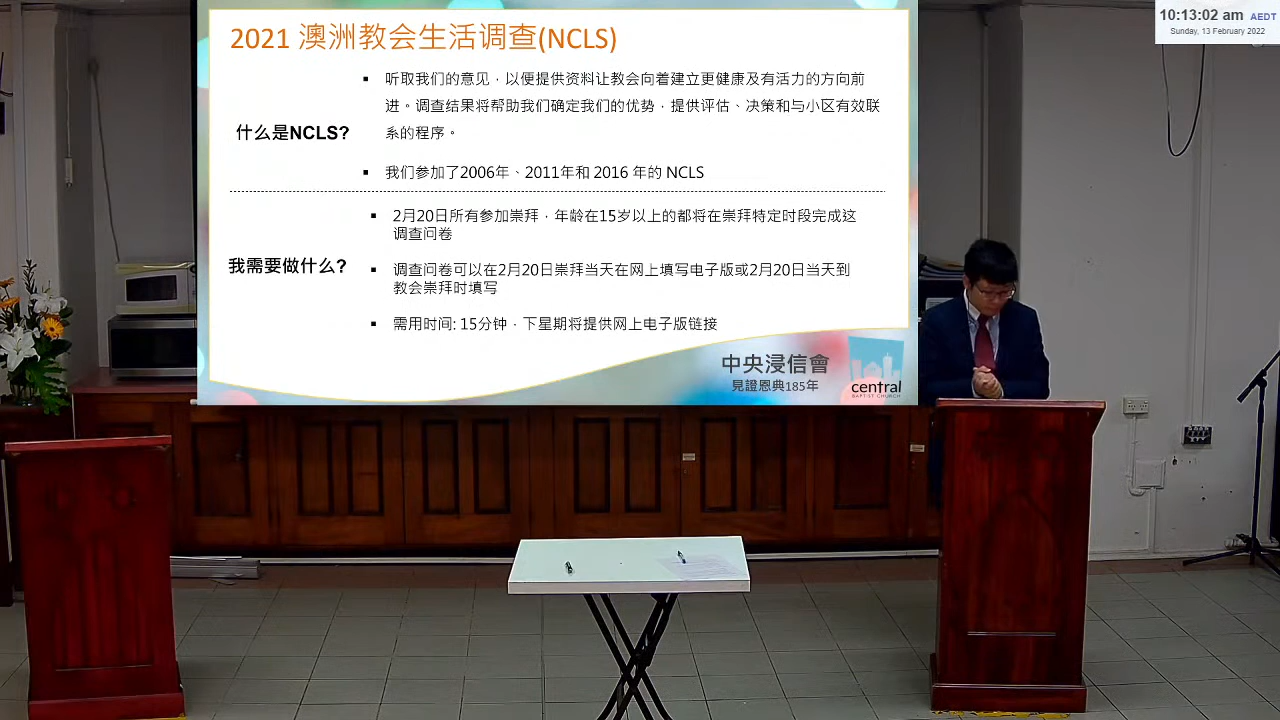 10:13:02 am AEDT
Sunday, 13 February 2022
2021 澳洲教会生活调查(NCLS)
什么是NCLS?
▪ 听取我们的意见，以便提供资料让教会向着建立更健康及有活力的方向前
进。调查结果将帮助我们确定我们的优势，提供评估、决策和与小区有效联
系的程序。
▪ 我们参加了2006年、2011年和 2016 年的 NCLS
我需要做什么?
▪ 2月20日所有参加崇拜，年龄在15岁以上的都将在崇拜特定时段完成这
调查问卷
▪ 调查问卷可以在2月20日崇拜当天在网上填写电子版或2月20日当天到
教会崇拜时填写
▪ 需用时间: 15分钟，下星期将提供网上电子版链接
中央浸信會
見證恩典185年
central
BAPTIST CHURCH